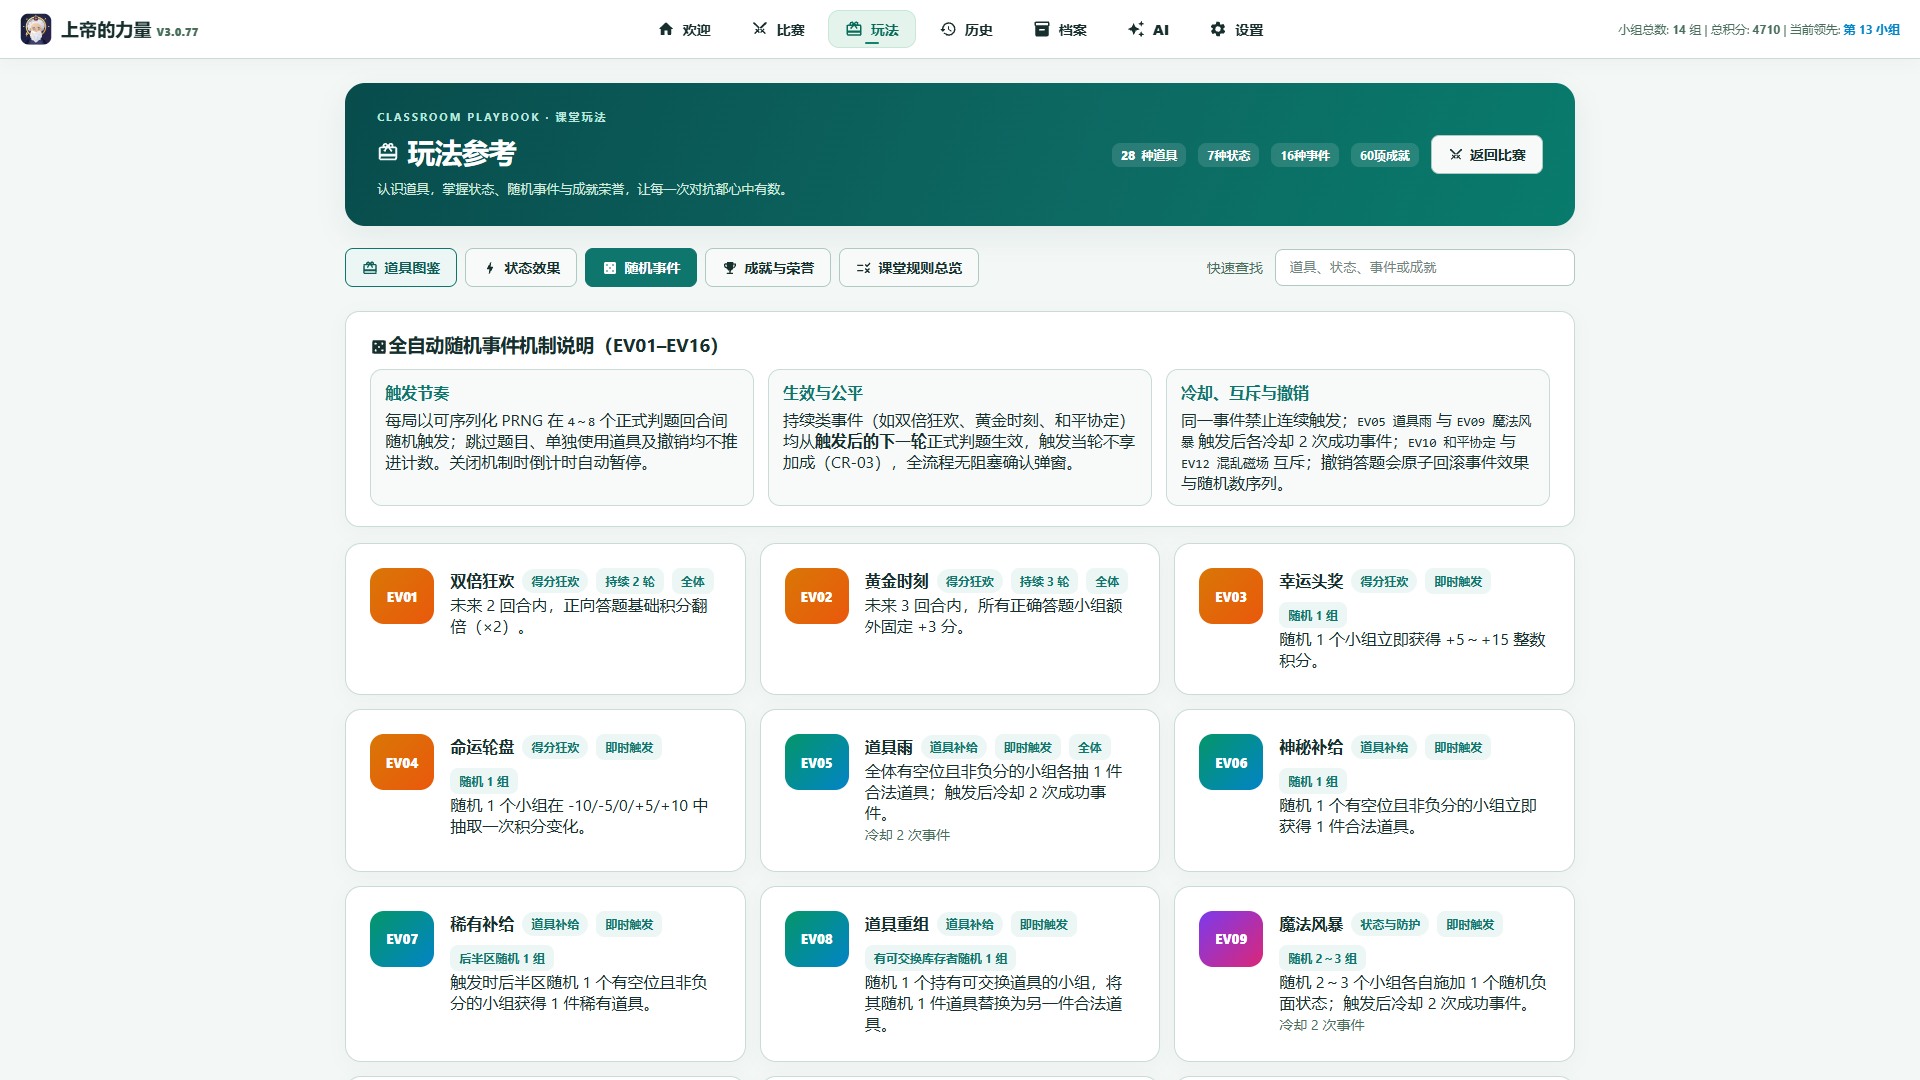 上帝的力量 V3.0.77
欢迎
比赛
玩法
历史
档案
AI
设置
小组总数: 14 组 | 总积分: 4710 | 当前领先: 第 13 小组
CLASSROOM PLAYBOOK · 课堂玩法
玩法参考
认识道具，掌握状态、随机事件与成就荣誉，让每一次对抗都心中有数。
28 种道具
7种状态
16种事件
60项成就
返回比赛
道具图鉴
状态效果
随机事件
成就与荣誉
课堂规则总览
快速查找
道具、状态、事件或成就
全自动随机事件机制说明（EV01–EV16）
触发节奏
每局以可序列化 PRNG 在 4~8 个正式判题回合间
随机触发；跳过题目、单独使用道具及撤销均不推
进计数。关闭机制时倒计时自动暂停。
生效与公平
持续类事件（如双倍狂欢、黄金时刻、和平协定）
均从触发后的下一轮正式判题生效，触发当轮不享
加成（CR-03），全流程无阻塞确认弹窗。
冷却、互斥与撤销
同一事件禁止连续触发；EV05 道具雨 与 EV09 魔法风
暴 触发后各冷却 2 次成功事件；EV10 和平协定 与
EV12 混乱磁场 互斥；撤销答题会原子回滚事件效果
与随机数序列。
EV01
双倍狂欢 得分狂欢 持续 2 轮 全体
未来 2 回合内，正向答题基础积分翻
倍（×2）。
EV02
黄金时刻 得分狂欢 持续 3 轮 全体
未来 3 回合内，所有正确答题小组额
外固定 +3 分。
EV03
幸运头奖 得分狂欢 即时触发
随机 1 组
随机 1 个小组立即获得 +5~+15 整数
积分。
EV04
命运轮盘 得分狂欢 即时触发
随机 1 组
随机 1 个小组在 -10/-5/0/+5/+10 中
抽取一次积分变化。
EV05
道具雨 道具补给 即时触发 全体
全体有空位且非负分的小组各抽 1 件
合法道具；触发后冷却 2 次成功事
件。
冷却 2 次事件
EV06
神秘补给 道具补给 即时触发
随机 1 组
随机 1 个有空位且非负分的小组立即
获得 1 件合法道具。
EV07
稀有补给 道具补给 即时触发
后半区随机 1 组
触发时后半区随机 1 个有空位且非负
分的小组获得 1 件稀有道具。
EV08
道具重组 道具补给 即时触发
有可交换库存者随机 1 组
随机 1 个持有可交换道具的小组，将
其随机 1 件道具替换为另一件合法道
具。
EV09
魔法风暴 状态与防护 即时触发
随机 2~3 组
随机 2~3 个小组各自施加 1 个随机负
面状态；触发后冷却 2 次成功事件。
冷却 2 次事件